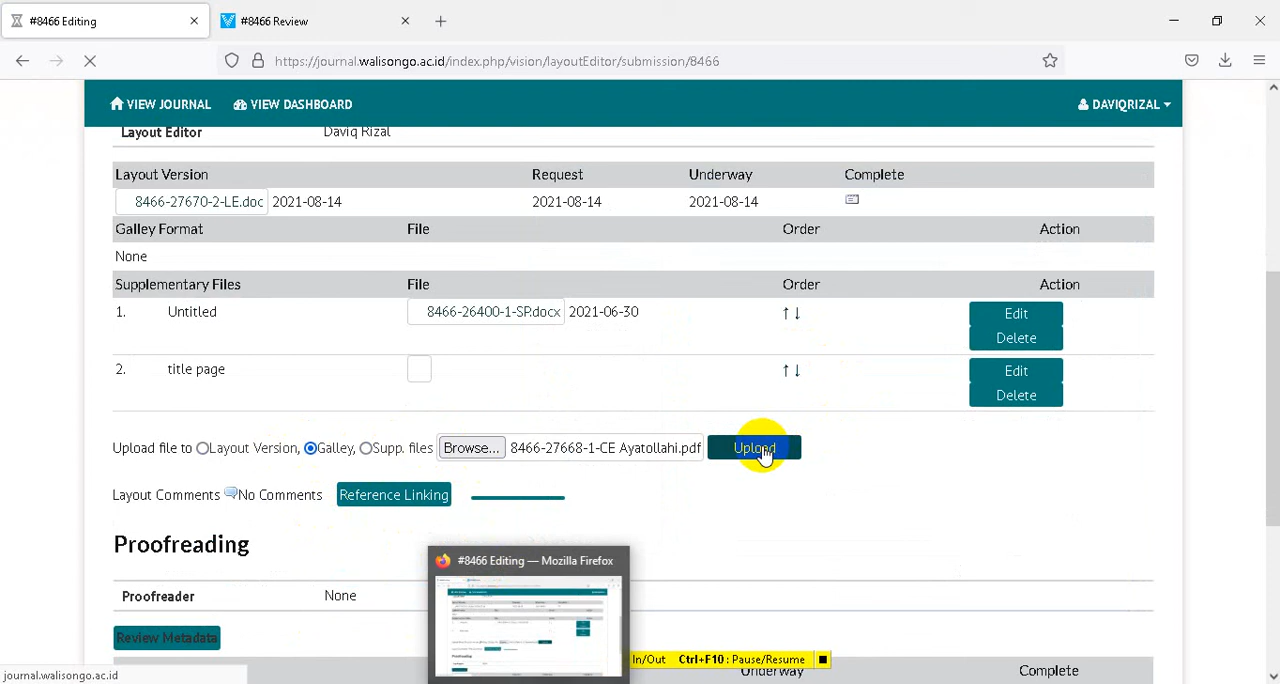 #8466 Editing
#8466 Review
https://journal.walisongo.ac.id/index.php/vision/layoutEditor/submission/8466
VIEW JOURNAL VIEW DASHBOARD DAVIQRIZAL
Layout Editor Daviq Rizal
Layout Version Request Underway Complete
8466-27670-2-LE.doc 2021-08-14 2021-08-14 2021-08-14
Galley Format File Order Action
None
Supplementary Files File Order Action
1. Untitled 8466-26400-1-SP.docx 2021-06-30 ↑ ↓ Edit
Delete
2. title page ↑ ↓ Edit
Delete
Upload file to Layout Version, Galley, Supp. files Browse... 8466-27668-1-CE Ayatollahi.pdf Upload
Layout Comments No Comments Reference Linking
Proofreading
#8466 Editing — Mozilla Firefox
Proofreader None
Review Metadata
In/Out Ctrl+F10 : Pause/Resume
Underway Complete
journal.walisongo.ac.id